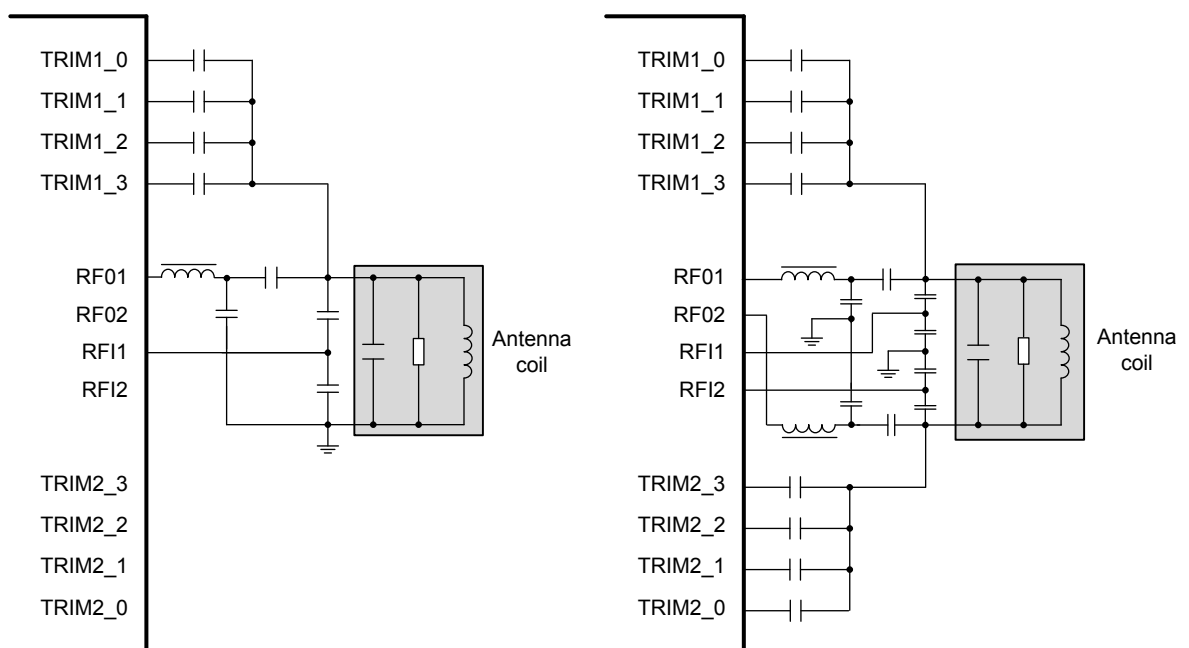 TRIM1_0
TRIM1_1
TRIM1_2
TRIM1_3
RF01
RF02
RFI1
RFI2
TRIM2_3
TRIM2_2
TRIM2_1
TRIM2_0
Antenna
coil
TRIM1_0
TRIM1_1
TRIM1_2
TRIM1_3
RF01
RF02
RFI1
RFI2
TRIM2_3
TRIM2_2
TRIM2_1
TRIM2_0
Antenna
coil